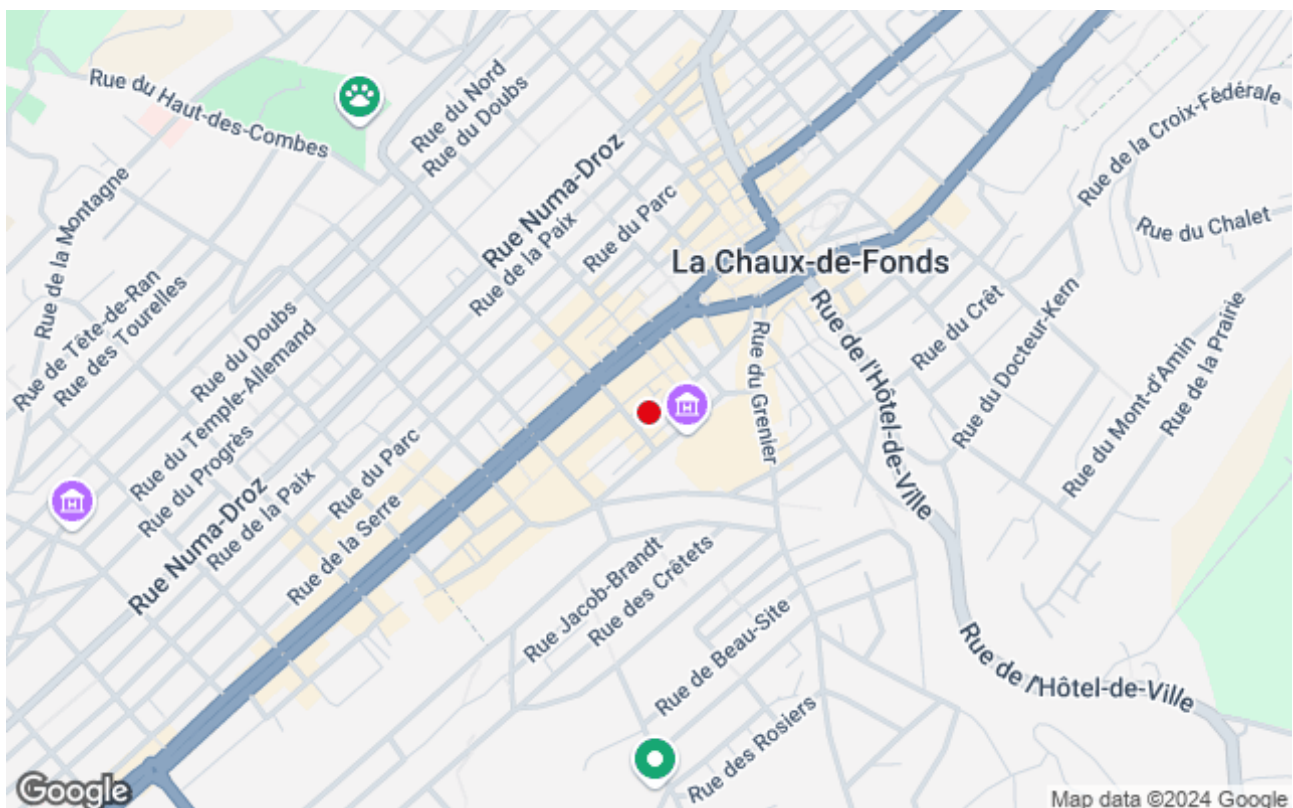 Rue du Haut-des-Combes
Rue du Nord
Rue du Doubs
Rue de la Croix-Fédérale
Rue de la Montagne
Rue Numa-Droz
Rue de la Paix
Rue du Parc
Rue du Chalet
La Chaux-de-Fonds
Rue de Tête-de-Ran
Rue des Tourelles
Rue du Doubs
Rue du Temple-Allemand
Rue du Progrès
Rue Numa-Droz
Rue de la Paix
Rue du Parc
Rue de la Serre
Rue du Grenier
Rue de l'Hôtel-de-Ville
Rue du Crêt
Rue du Docteur-Kern
Rue du Mont-d'Amin
Rue de la Prairie
Rue Jacob-Brandt
Rue des Crêtets
Rue de Beau-Site
Rue des Rosiers
Rue de l'Hôtel-de-Ville
Google
Map data ©2024 Google